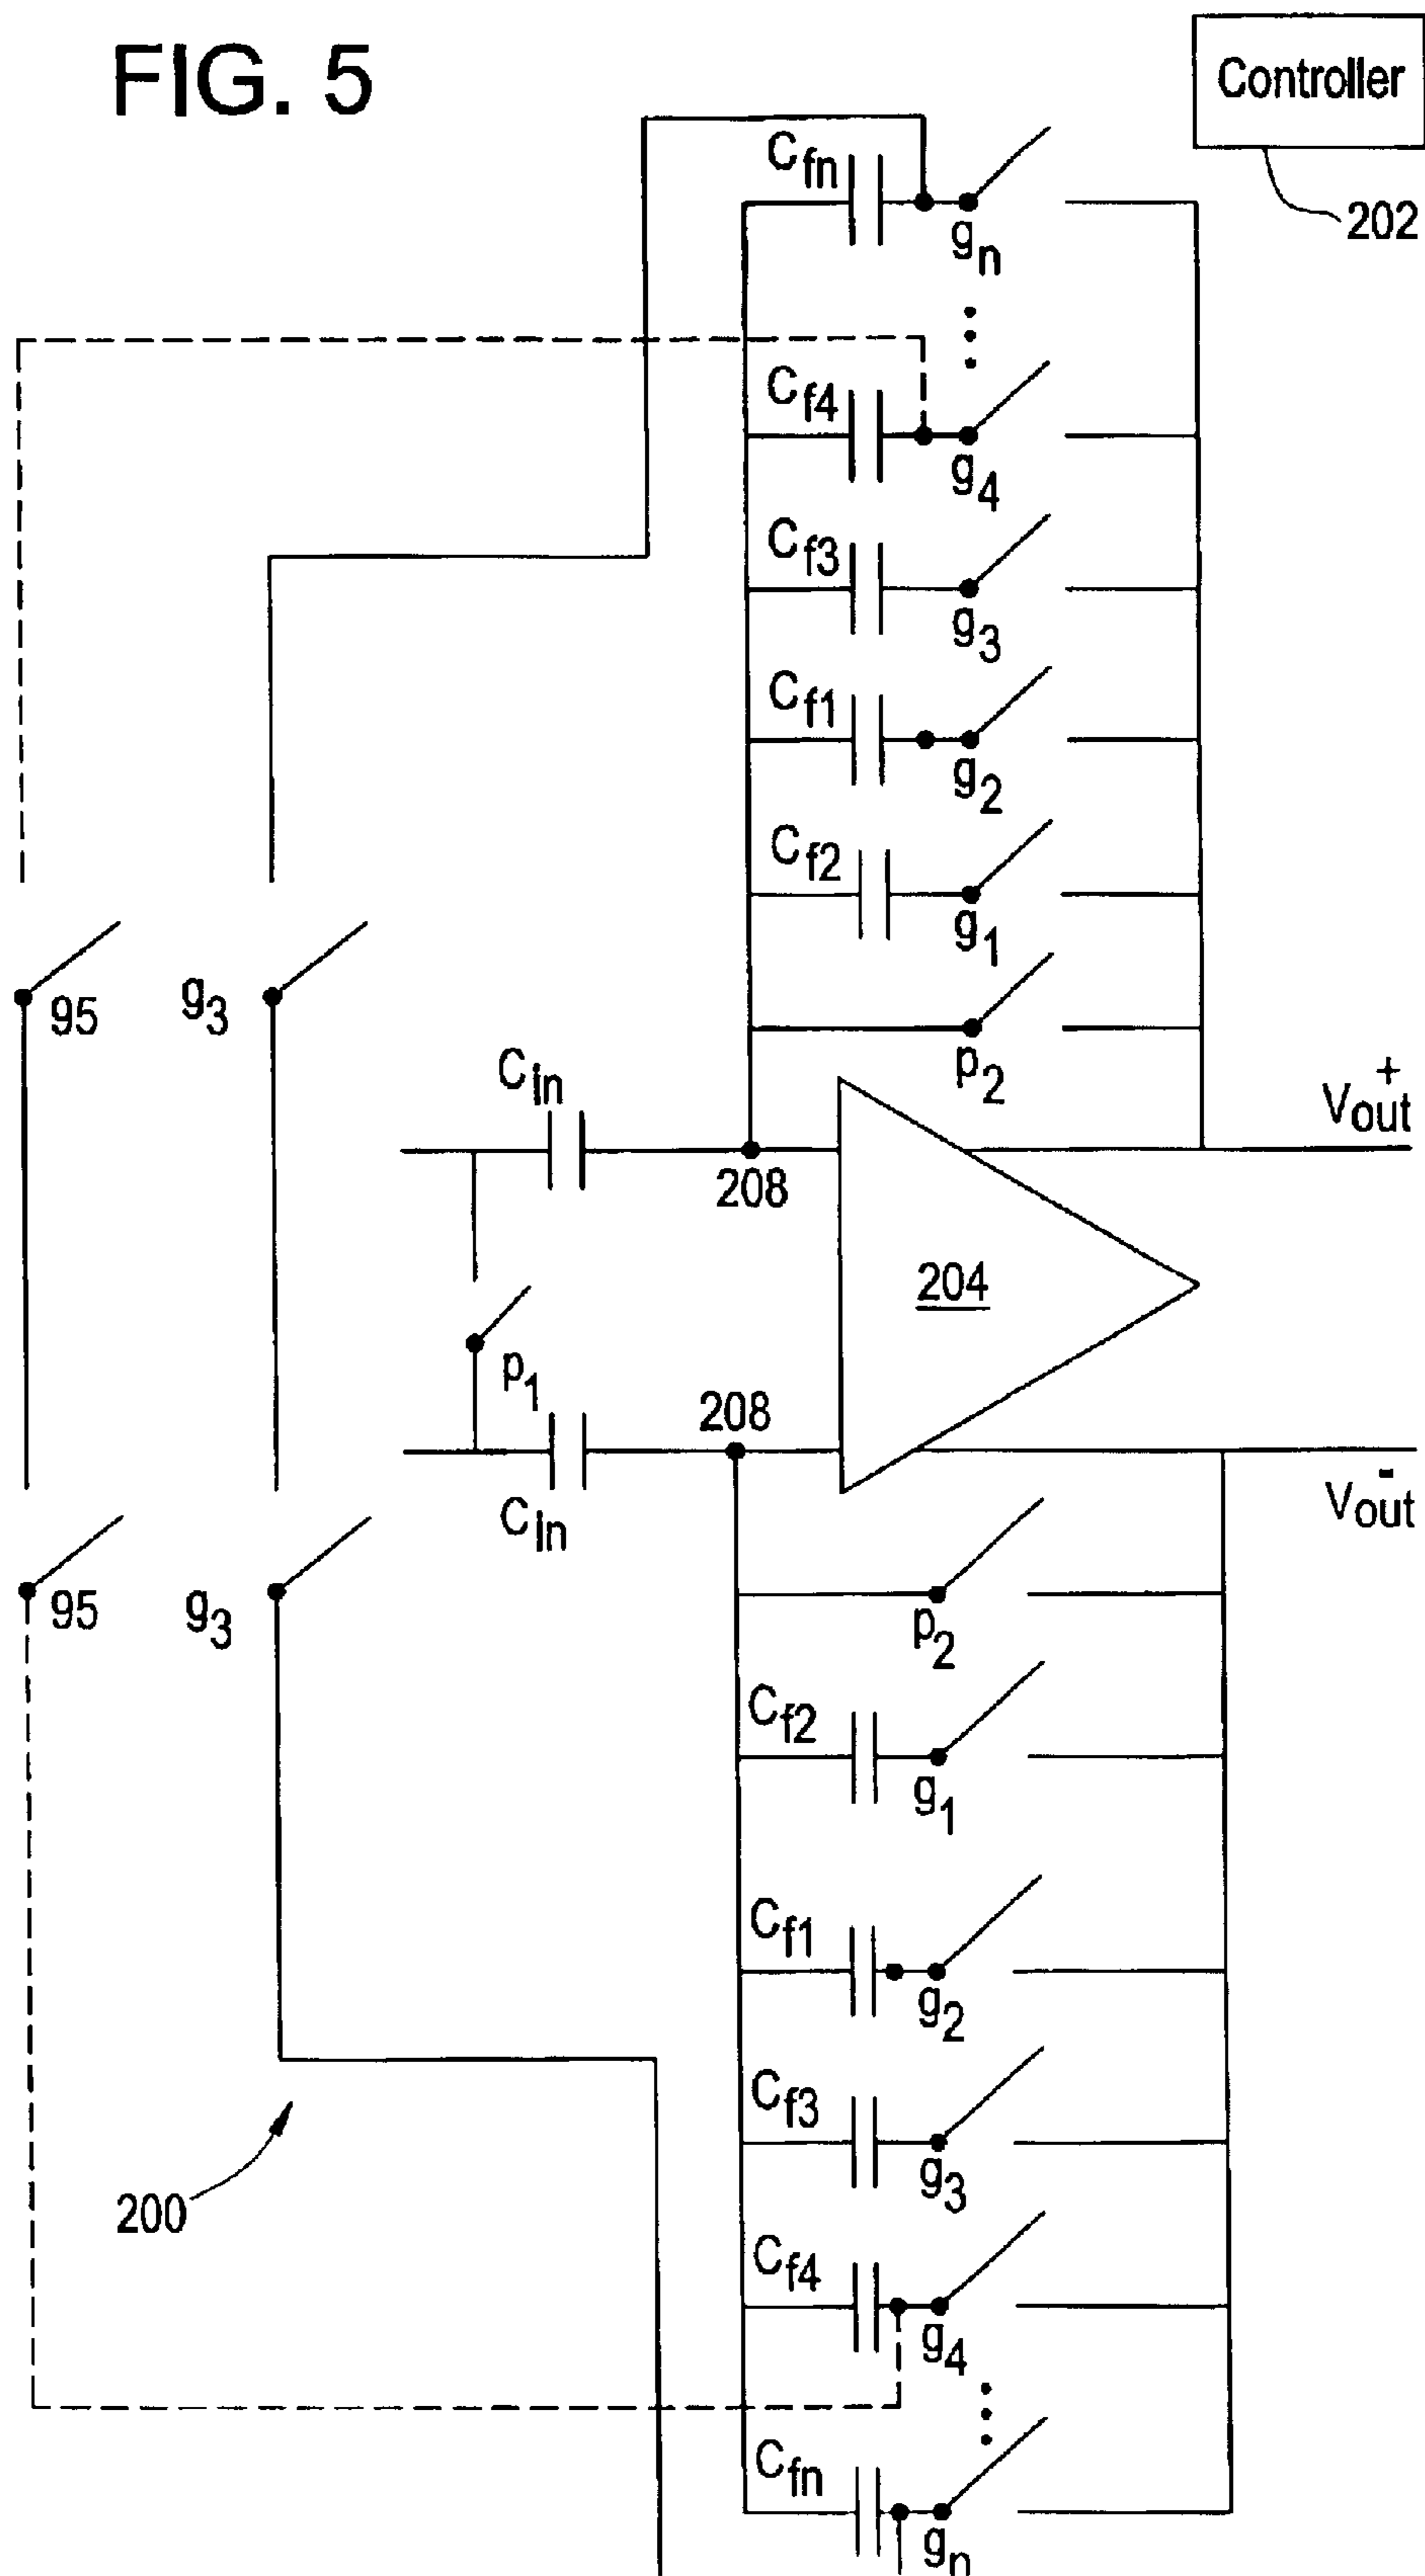 FIG. 5
Controller
202
Cfn
gn
Cf4
g4
Cf3
g3
Cf1
g2
Cf2
g1
95
g3
p2
Cin
Vout+
208
204
p1
208
Cin
Vout-
95
g3
p2
Cf2
g1
Cf1
g2
Cf3
g3
200
Cf4
g4
Cfn
gn